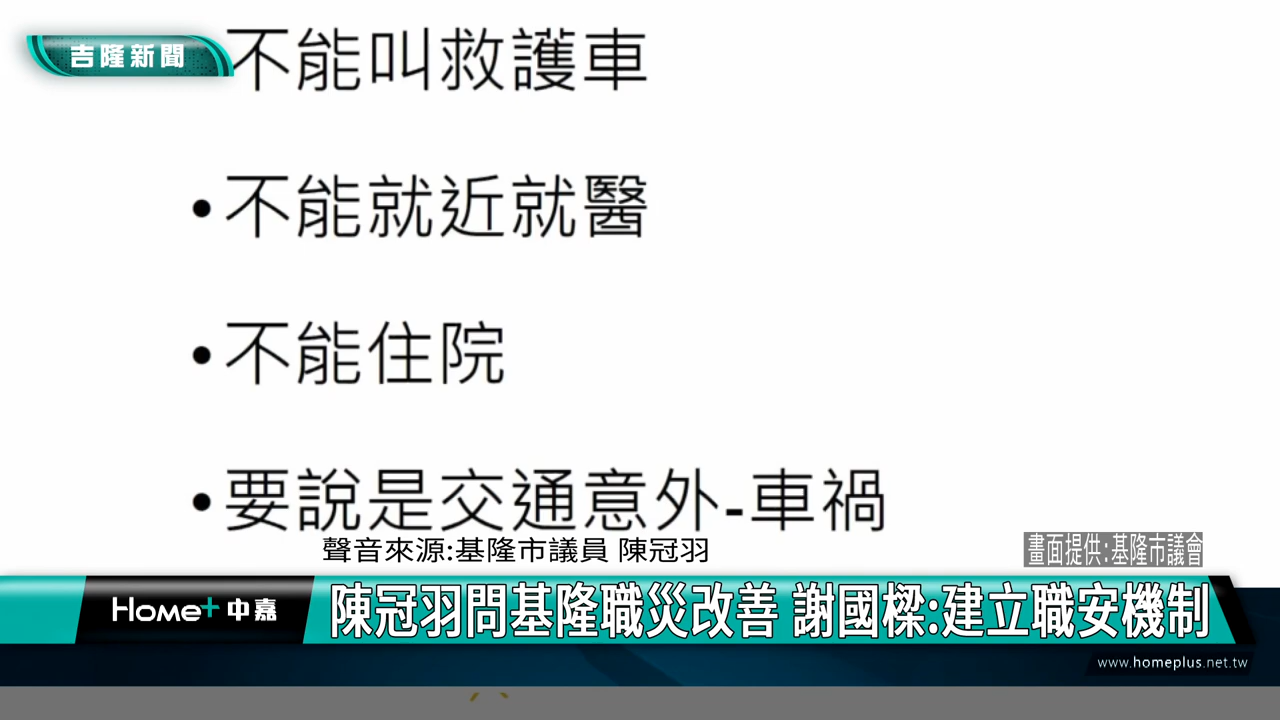 吉隆新聞
不能叫救護車
•不能就近就醫
•不能住院
•要說是交通意外-車禍
聲音來源:基隆市議員 陳冠羽
畫面提供:基隆市議會
Home+ 中嘉
陳冠羽問基隆職災改善 謝國樑:建立職安機制
www.homeplus.net.tw